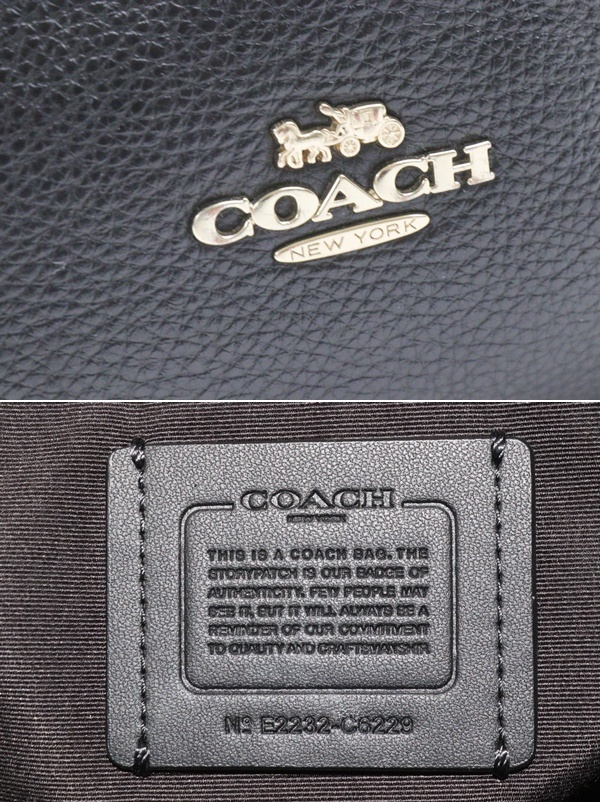 COACH
NEW YORK
COACH
NEW YORK
THIS IS A COACH BAG. THE
STORYPATCH IS OUR BADGE OF
AUTHENTICITY. FEW PEOPLE MAY
SEE IT, BUT IT WILL ALWAYS BE A
REMINDER OF OUR COMMITMENT
TO QUALITY AND CRAFTSMANSHIP.
Nº E2232-C6229